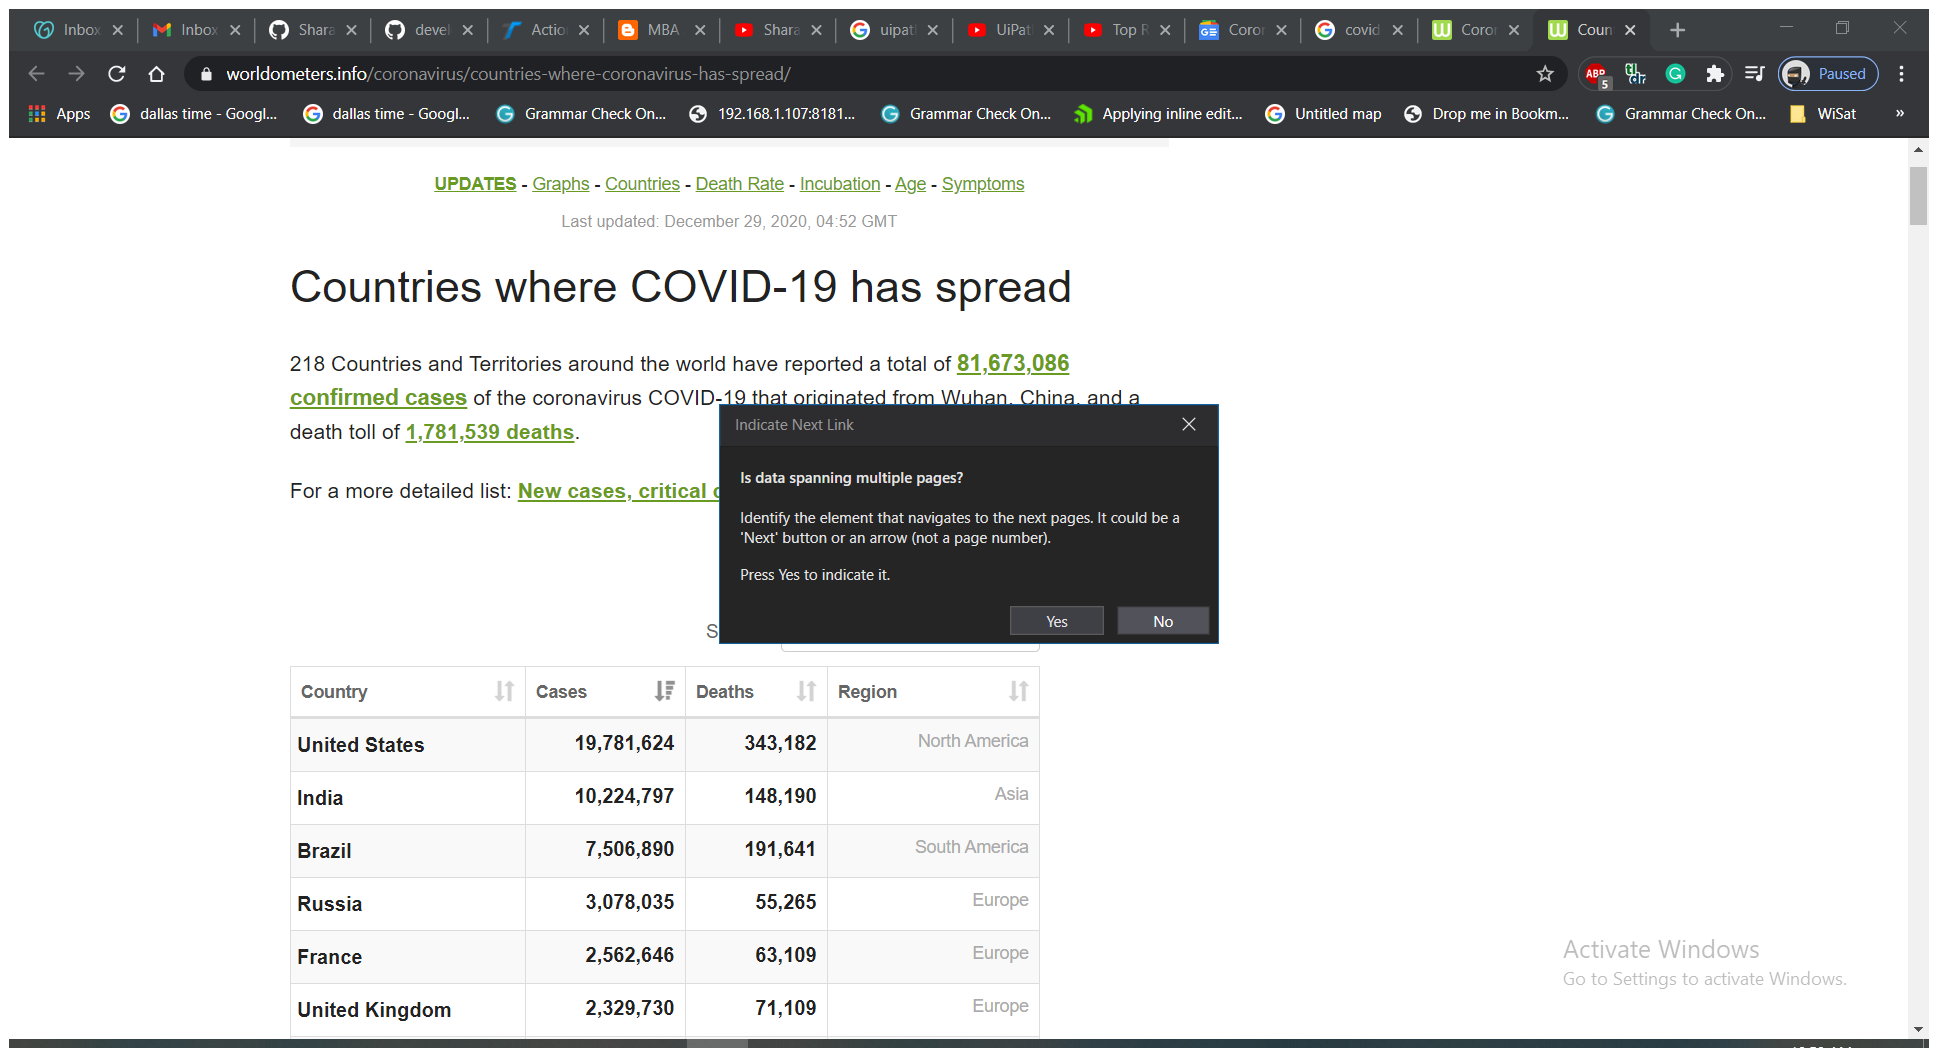 Inbox
Inbox
Shara
devel
Action
MBA
Shara
uipat
UiPat
Top R
Coron
covid
Coron
Coun
worldometers.info/coronavirus/countries-where-coronavirus-has-spread/
ABP
5
Paused
Apps
dallas time - Googl...
dallas time - Googl...
Grammar Check On...
192.168.1.107:8181...
Grammar Check On...
Applying inline edit...
Untitled map
Drop me in Bookm...
Grammar Check On...
WiSat
»
UPDATES - Graphs - Countries - Death Rate - Incubation - Age - Symptoms
Last updated: December 29, 2020, 04:52 GMT
Countries where COVID-19 has spread
218 Countries and Territories around the world have reported a total of 81,673,086
confirmed cases of the coronavirus COVID-19 that originated from Wuhan, China, and a
death toll of 1,781,539 deaths.
For a more detailed list: New cases, critical
Indicate Next Link
Is data spanning multiple pages?
Identify the element that navigates to the next pages. It could be a
'Next' button or an arrow (not a page number).
Press Yes to indicate it.
Yes No
S
Country Cases Deaths Region
United States 19,781,624 343,182 North America
India 10,224,797 148,190 Asia
Brazil 7,506,890 191,641 South America
Russia 3,078,035 55,265 Europe
France 2,562,646 63,109 Europe
United Kingdom 2,329,730 71,109 Europe
Activate Windows
Go to Settings to activate Windows.